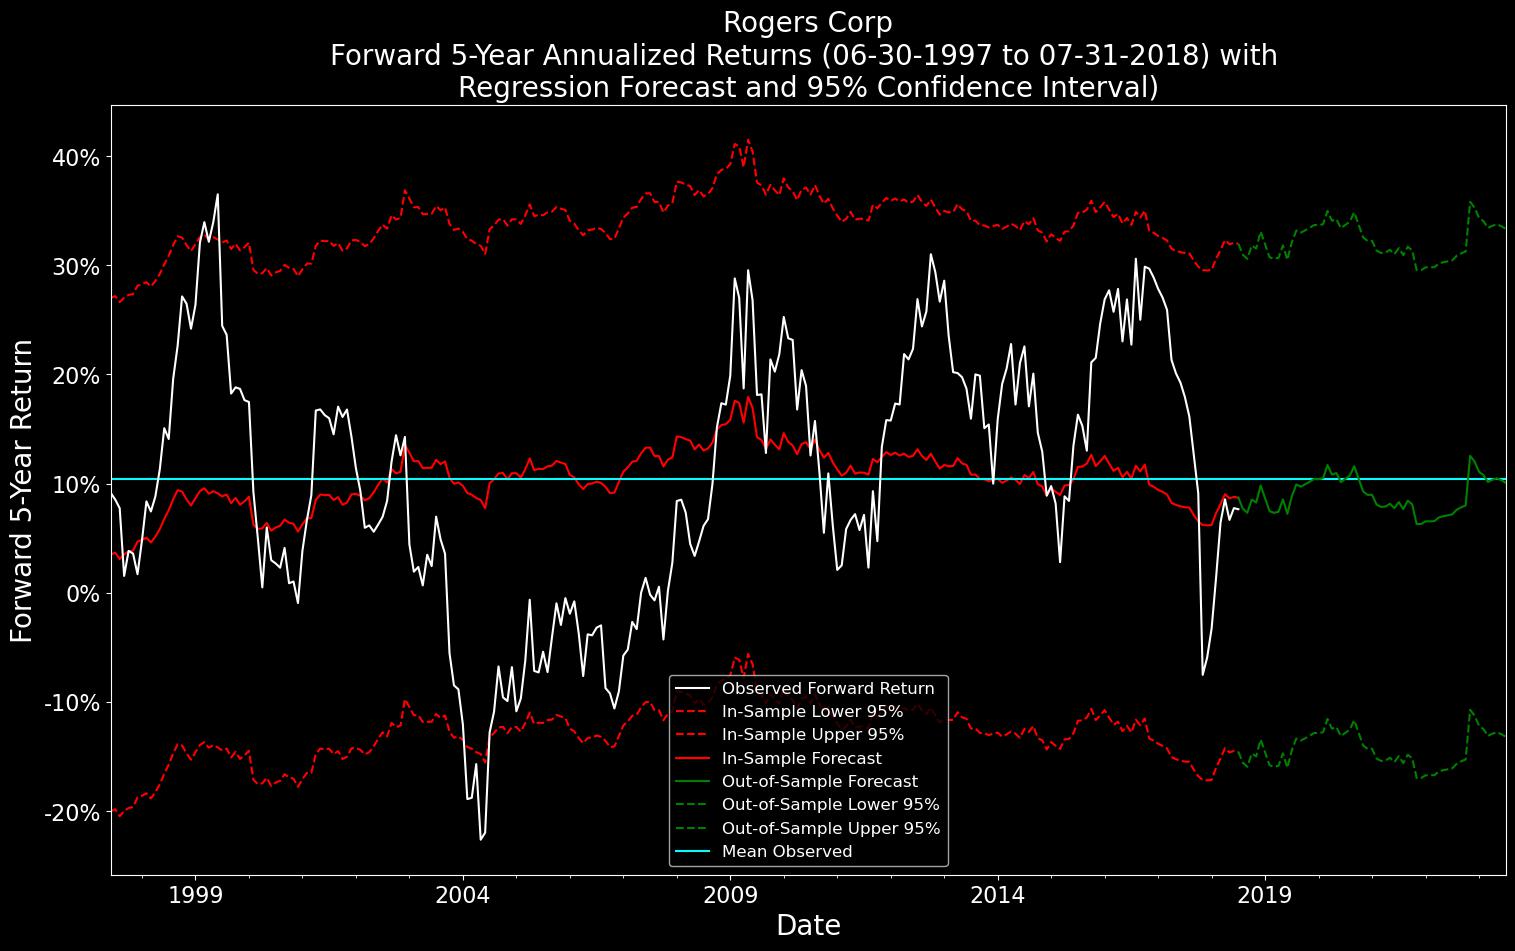 Rogers Corp
Forward 5-Year Annualized Returns (06-30-1997 to 07-31-2018) with
Regression Forecast and 95% Confidence Interval)
Forward 5-Year Return
40%
30%
20%
10%
0%
-10%
-20%
Observed Forward Return
In-Sample Lower 95%
In-Sample Upper 95%
In-Sample Forecast
Out-of-Sample Forecast
Out-of-Sample Lower 95%
Out-of-Sample Upper 95%
Mean Observed
1999 2004 2009 2014 2019
Date